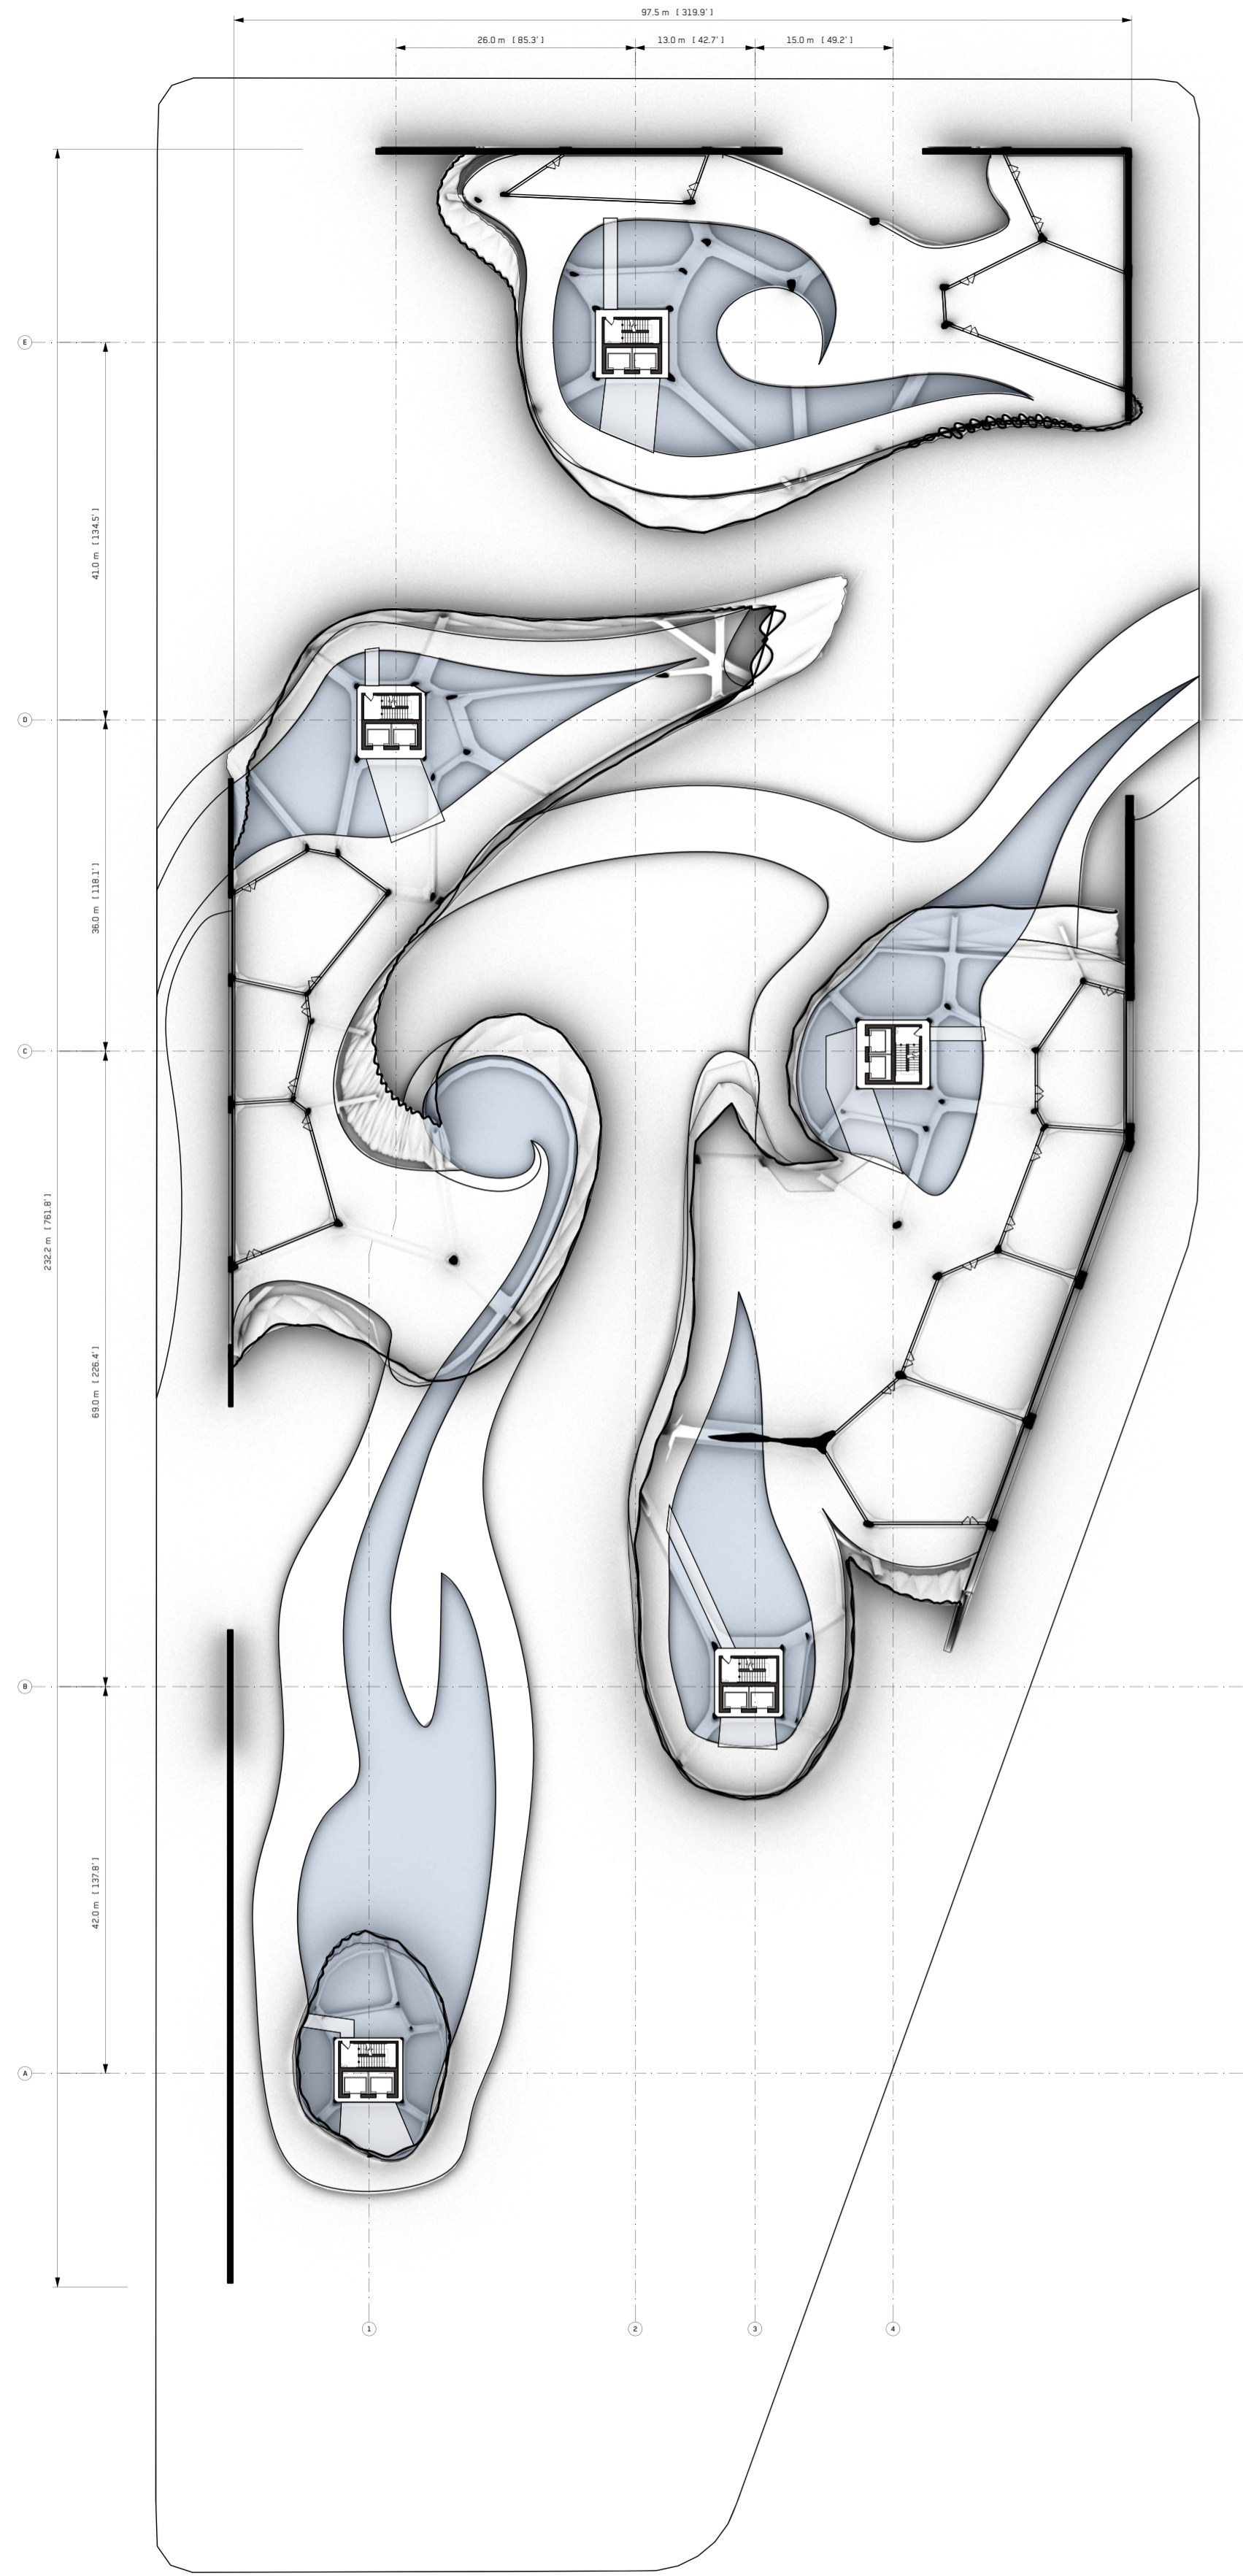 97.5 m [ 319.9' ]
26.0 m [ 85.3' ]
13.0 m [ 42.7' ]
15.0 m [ 49.2' ]
E
41.0 m [ 134.5' ]
D
36.0 m [ 118.1' ]
C
232.2 m [ 761.8' ]
69.0 m [ 226.4' ]
B
42.0 m [ 137.8' ]
A
1
2
3
4